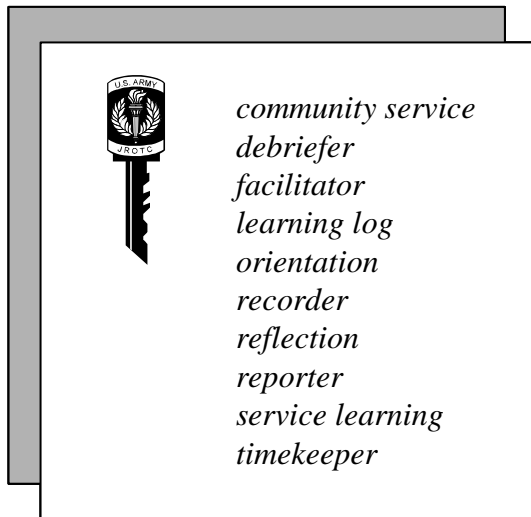 U.S. ARMY
JROTC
community service
debriefer
facilitator
learning log
orientation
recorder
reflection
reporter
service learning
timekeeper